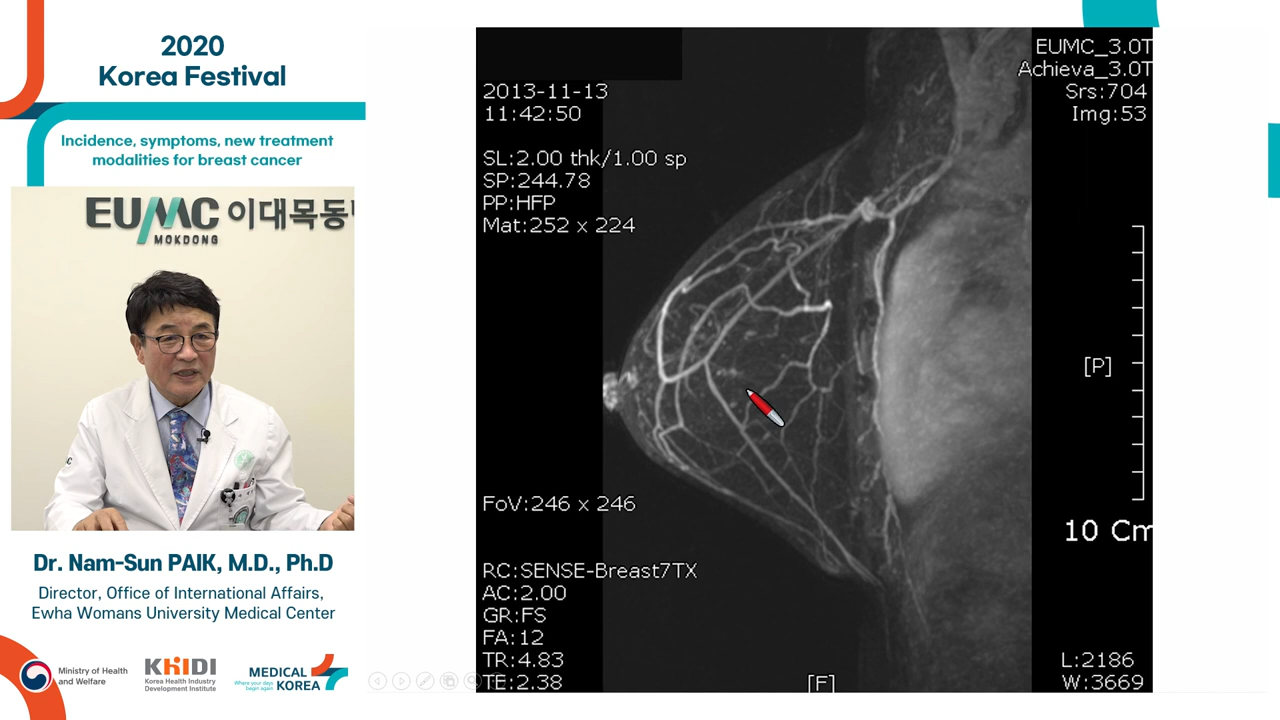 2020
Korea Festival
Incidence, symptoms, new treatment
modalities for breast cancer
EUMC 이대목동
MOKDONG
Dr. Nam-Sun PAIK, M.D., Ph.D
Director, Office of International Affairs,
Ewha Womans University Medical Center
Ministry of Health
and Welfare
KHIDI
Korea Health Industry
Development Institute
MEDICAL
KOREA
Where your days
begin again
2013-11-13
11:42:50
SL:2.00 thk/1.00 sp
SP:244.78
PP:HFP
Mat:252 x 224
FoV:246 x 246
RC:SENSE-Breast7TX
AC:2.00
GR:FS
FA:12
TR:4.83
TE:2.38
EUMC_3.0T
Achieva_3.0T
Srs:704
Img:53
[P]
10 Cm
L:2186
W:3669
[F]